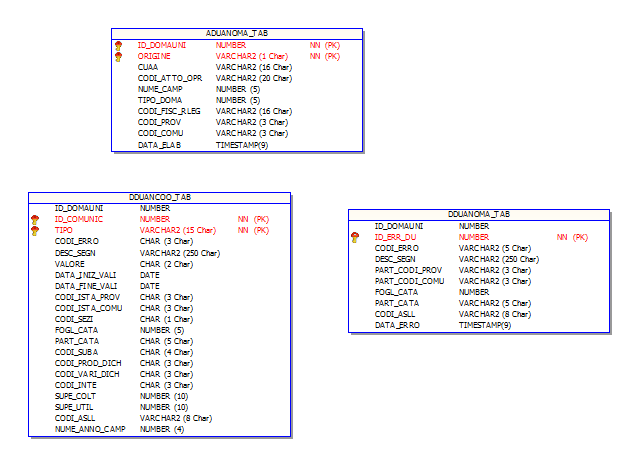 ADUANOMA_TAB
ID_DOMAUNI NUMBER NN (PK)
ORIGINE VARCHAR2 (1 Char) NN (PK)
CUAA VARCHAR2 (16 Char)
CODI_ATTO_OPR VARCHAR2 (20 Char)
NUME_CAMP NUMBER (5)
TIPO_DOMA NUMBER (5)
CODI_FISC_RLEG VARCHAR2 (16 Char)
CODI_PROV VARCHAR2 (3 Char)
CODI_COMU VARCHAR2 (3 Char)
DATA_ELAB TIMESTAMP(9)
DDUANCOO_TAB
ID_DOMAUNI NUMBER
ID_COMUNIC NUMBER NN (PK)
TIPO VARCHAR2 (15 Char) NN (PK)
CODI_ERRO CHAR (3 Char)
DESC_SEGN VARCHAR2 (250 Char)
VALORE CHAR (2 Char)
DATA_INIZ_VALI DATE
DATA_FINE_VALI DATE
CODI_ISTA_PROV CHAR (3 Char)
CODI_ISTA_COMU CHAR (3 Char)
CODI_SEZI CHAR (1 Char)
FOGL_CATA NUMBER (5)
PART_CATA CHAR (5 Char)
CODI_SUBA CHAR (4 Char)
CODI_PROD_DICH CHAR (3 Char)
CODI_VARI_DICH CHAR (3 Char)
CODI_INTE CHAR (3 Char)
SUPE_COLT NUMBER (10)
SUPE_UTIL NUMBER (10)
CODI_ASLL VARCHAR2 (8 Char)
NUME_ANNO_CAMP NUMBER (4)
DDUANOMA_TAB
ID_DOMAUNI NUMBER
ID_ERR_DU NUMBER NN (PK)
CODI_ERRO VARCHAR2 (5 Char)
DESC_SEGN VARCHAR2 (250 Char)
PART_CODI_PROV VARCHAR2 (3 Char)
PART_CODI_COMU VARCHAR2 (3 Char)
FOGL_CATA NUMBER
PART_CATA VARCHAR2 (5 Char)
CODI_ASLL VARCHAR2 (8 Char)
DATA_ERRO TIMESTAMP(9)